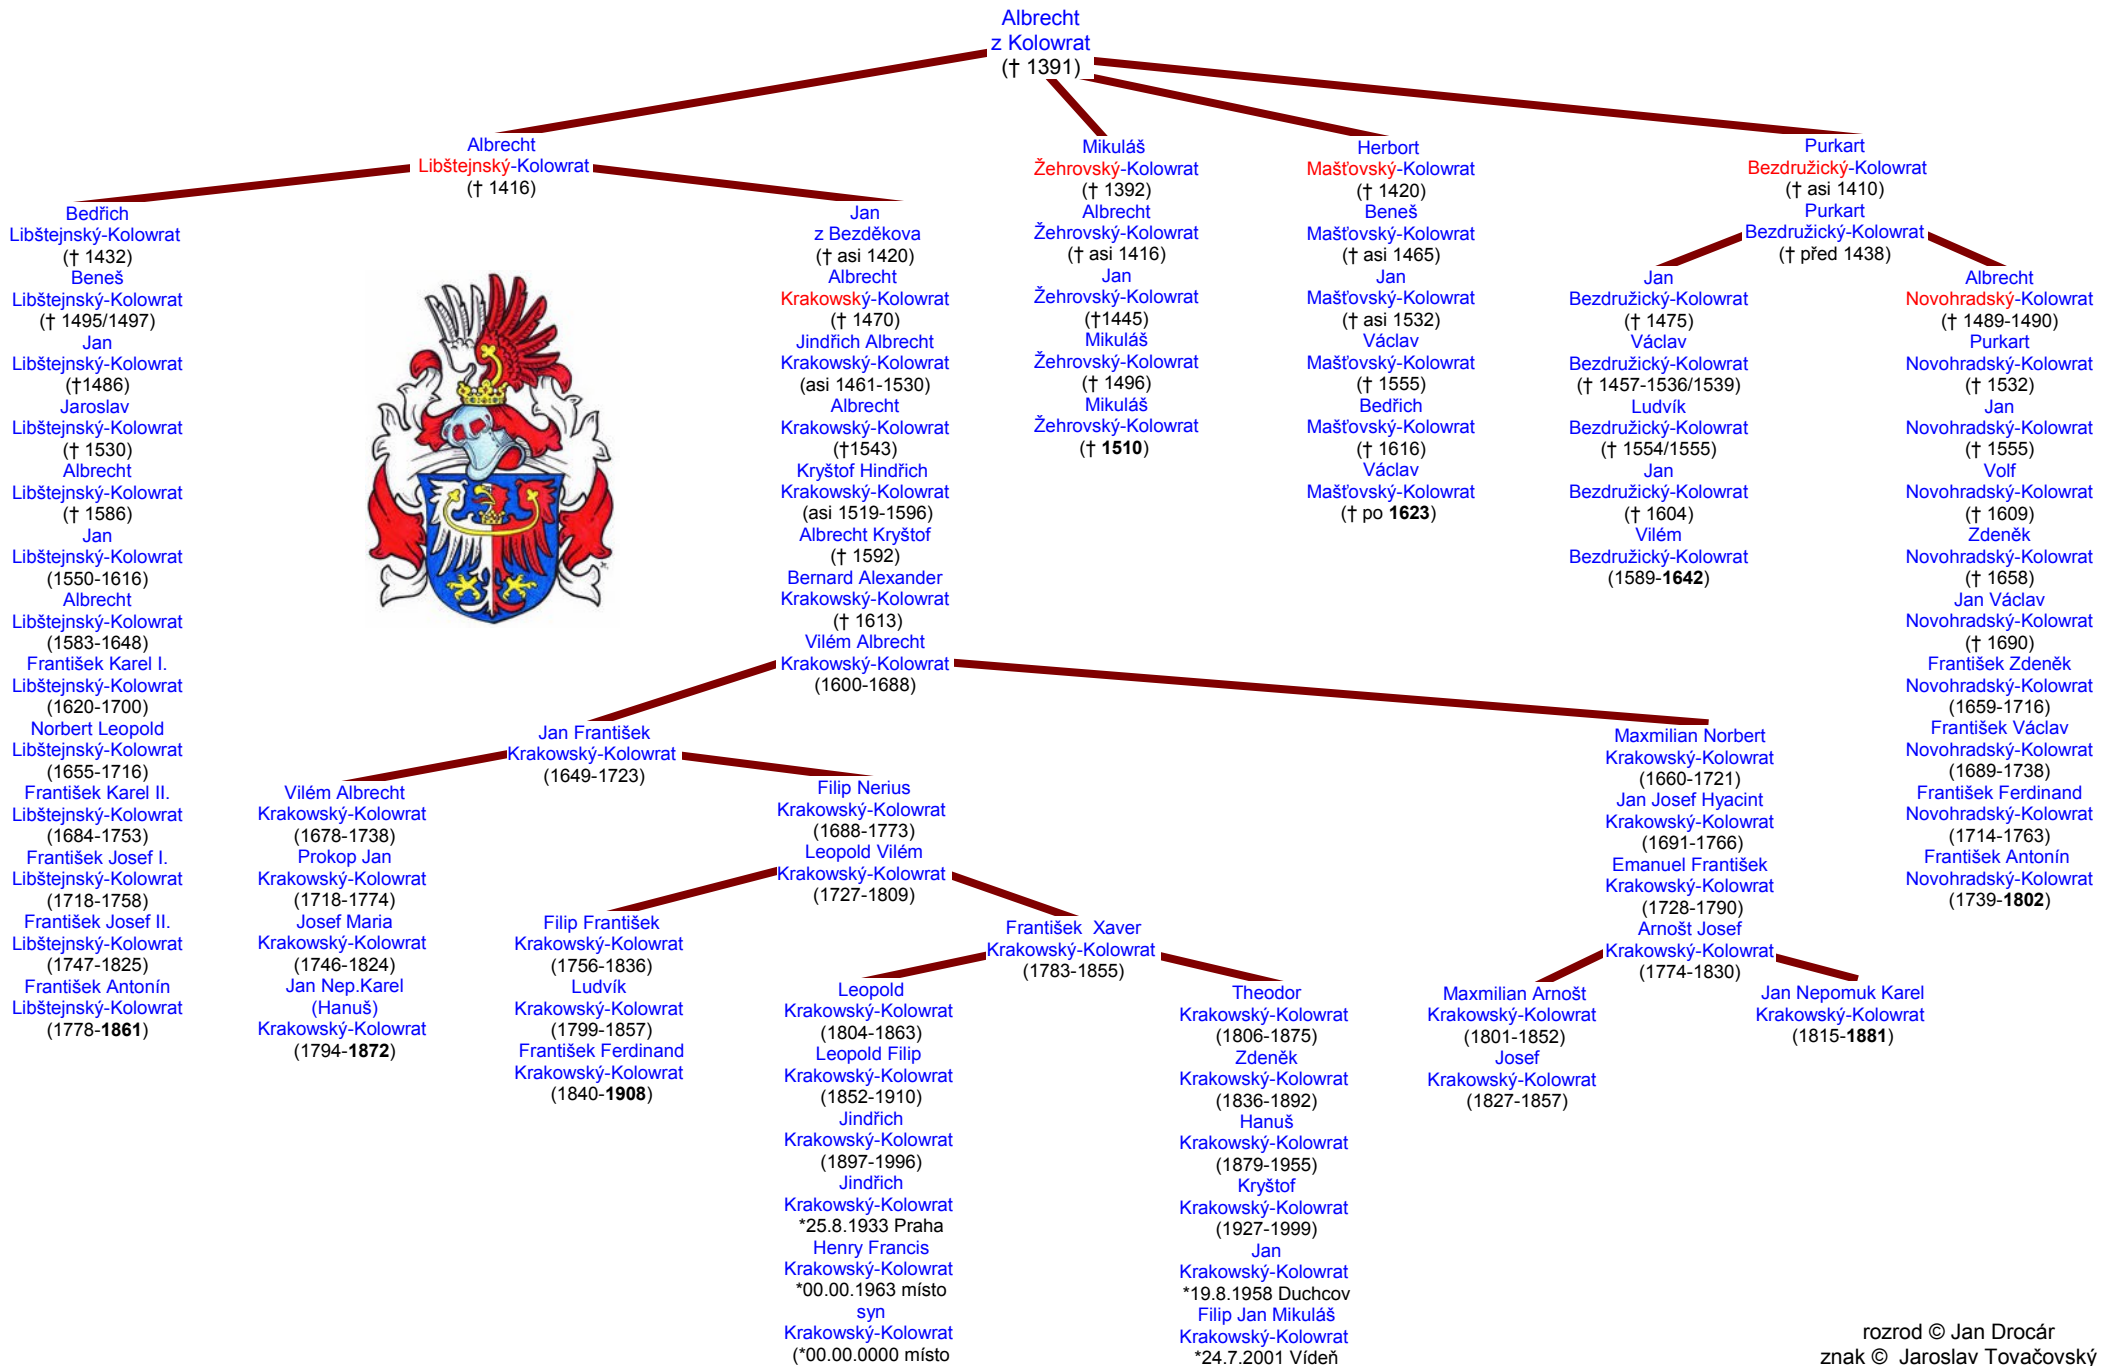 Albrecht
z Kolowrat
(† 1391)
Albrecht
Libštejnský-Kolowrat
(† 1416)
Bedřich
Libštejnský-Kolowrat
(† 1432)
Beneš
Libštejnský-Kolowrat
(† 1495/1497)
Jan
Libštejnský-Kolowrat
(†1486)
Jaroslav
Libštejnský-Kolowrat
(† 1530)
Albrecht
Libštejnský-Kolowrat
(† 1586)
Jan
Libštejnský-Kolowrat
(1550-1616)
Albrecht
Libštejnský-Kolowrat
(1583-1648)
František Karel I.
Libštejnský-Kolowrat
(1620-1700)
Norbert Leopold
Libštejnský-Kolowrat
(1655-1716)
František Karel II.
Libštejnský-Kolowrat
(1684-1753)
František Josef I.
Libštejnský-Kolowrat
(1718-1758)
František Josef II.
Libštejnský-Kolowrat
(1747-1825)
František Antonín
Libštejnský-Kolowrat
(1778-1861)
Jan
z Bezděkova
(† asi 1420)
Albrecht
Krakowský-Kolowrat
(† 1470)
Jindřich Albrecht
Krakowský-Kolowrat
(asi 1461-1530)
Albrecht
Krakowský-Kolowrat
(†1543)
Kryštof Hindřich
Krakowský-Kolowrat
(asi 1519-1596)
Albrecht Kryštof
(† 1592)
Bernard Alexander
Krakowský-Kolowrat
(† 1613)
Vilém Albrecht
Krakowský-Kolowrat
(1600-1688)
Jan František
Krakowský-Kolowrat
(1649-1723)
Vilém Albrecht
Krakowský-Kolowrat
(1678-1738)
Prokop Jan
Krakowský-Kolowrat
(1718-1774)
Josef Maria
Krakowský-Kolowrat
(1746-1824)
Jan Nep.Karel
(Hanuš)
Krakowský-Kolowrat
(1794-1872)
Filip Nerius
Krakowský-Kolowrat
(1688-1773)
Leopold Vilém
Krakowský-Kolowrat
(1727-1809)
Filip František
Krakowský-Kolowrat
(1756-1836)
Ludvík
Krakowský-Kolowrat
(1799-1857)
František Ferdinand
Krakowský-Kolowrat
(1840-1908)
František Xaver
Krakowský-Kolowrat
(1783-1855)
Leopold
Krakowský-Kolowrat
(1804-1863)
Leopold Filip
Krakowský-Kolowrat
(1852-1910)
Jindřich
Krakowský-Kolowrat
(1897-1996)
Jindřich
Krakowský-Kolowrat
*25.8.1933 Praha
Henry Francis
Krakowský-Kolowrat
*00.00.1963 místo
syn
Krakowský-Kolowrat
(*00.00.0000 místo
Theodor
Krakowský-Kolowrat
(1806-1875)
Zdeněk
Krakowský-Kolowrat
(1836-1892)
Hanuš
Krakowský-Kolowrat
(1879-1955)
Kryštof
Krakowský-Kolowrat
(1927-1999)
Jan
Krakowský-Kolowrat
*19.8.1958 Duchcov
Filip Jan Mikuláš
Krakowský-Kolowrat
*24.7.2001 Vídeň
Maxmilian Norbert
Krakowský-Kolowrat
(1660-1721)
Jan Josef Hyacint
Krakowský-Kolowrat
(1691-1766)
Emanuel František
Krakowský-Kolowrat
(1728-1790)
Arnošt Josef
Krakowský-Kolowrat
(1774-1830)
Maxmilian Arnošt
Krakowský-Kolowrat
(1801-1852)
Josef
Krakowský-Kolowrat
(1827-1857)
Jan Nepomuk Karel
Krakowský-Kolowrat
(1815-1881)
Mikuláš
Žehrovský-Kolowrat
(† 1392)
Albrecht
Žehrovský-Kolowrat
(† asi 1416)
Jan
Žehrovský-Kolowrat
(†1445)
Mikuláš
Žehrovský-Kolowrat
(† 1496)
Mikuláš
Žehrovský-Kolowrat
(† 1510)
Herbort
Mašťovský-Kolowrat
(† 1420)
Beneš
Mašťovský-Kolowrat
(† asi 1465)
Jan
Mašťovský-Kolowrat
(† asi 1532)
Václav
Mašťovský-Kolowrat
(† 1555)
Bedřich
Mašťovský-Kolowrat
(† 1616)
Václav
Mašťovský-Kolowrat
(† po 1623)
Purkart
Bezdružický-Kolowrat
(† asi 1410)
Purkart
Bezdružický-Kolowrat
(† před 1438)
Jan
Bezdružický-Kolowrat
(† 1475)
Václav
Bezdružický-Kolowrat
(† 1457-1536/1539)
Ludvík
Bezdružický-Kolowrat
(† 1554/1555)
Jan
Bezdružický-Kolowrat
(† 1604)
Vilém
Bezdružický-Kolowrat
(1589-1642)
Albrecht
Novohradský-Kolowrat
(† 1489-1490)
Purkart
Novohradský-Kolowrat
(† 1532)
Jan
Novohradský-Kolowrat
(† 1555)
Volf
Novohradský-Kolowrat
(† 1609)
Zdeněk
Novohradský-Kolowrat
(† 1658)
Jan Václav
Novohradský-Kolowrat
(† 1690)
František Zdeněk
Novohradský-Kolowrat
(1659-1716)
František Václav
Novohradský-Kolowrat
(1689-1738)
František Ferdinand
Novohradský-Kolowrat
(1714-1763)
František Antonín
Novohradský-Kolowrat
(1739-1802)
rozrod © Jan Drocár
znak © Jaroslav Tovačovský